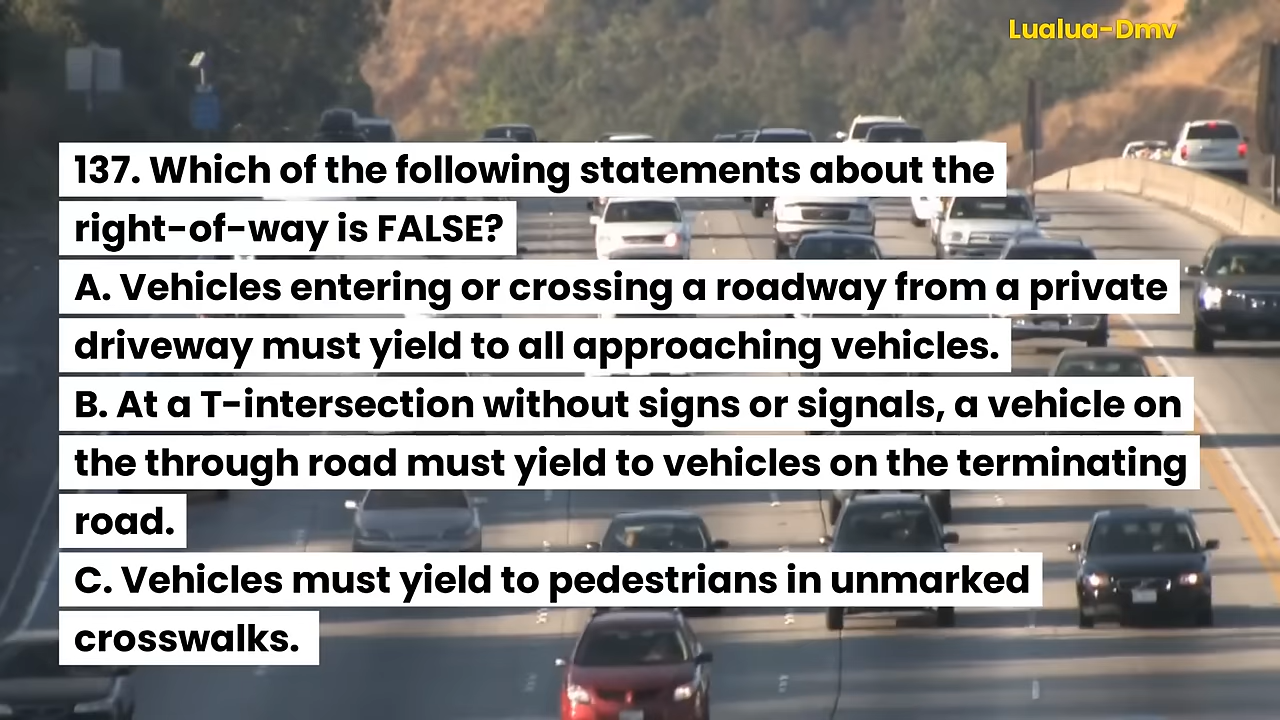 Lualua-Dmv
137. Which of the following statements about the
right-of-way is FALSE?
A. Vehicles entering or crossing a roadway from a private
driveway must yield to all approaching vehicles.
B. At a T-intersection without signs or signals, a vehicle on
the through road must yield to vehicles on the terminating
road.
C. Vehicles must yield to pedestrians in unmarked
crosswalks.